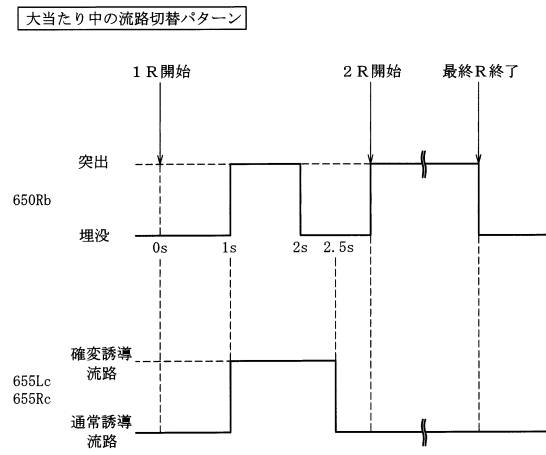 大当たり中の流路切替パターン
１Ｒ開始
２Ｒ開始
最終Ｒ終了
突出
650Rb
埋没
0s
1s
2s
2.5s
確変誘導
流路
655Lc
655Rc
通常誘導
流路